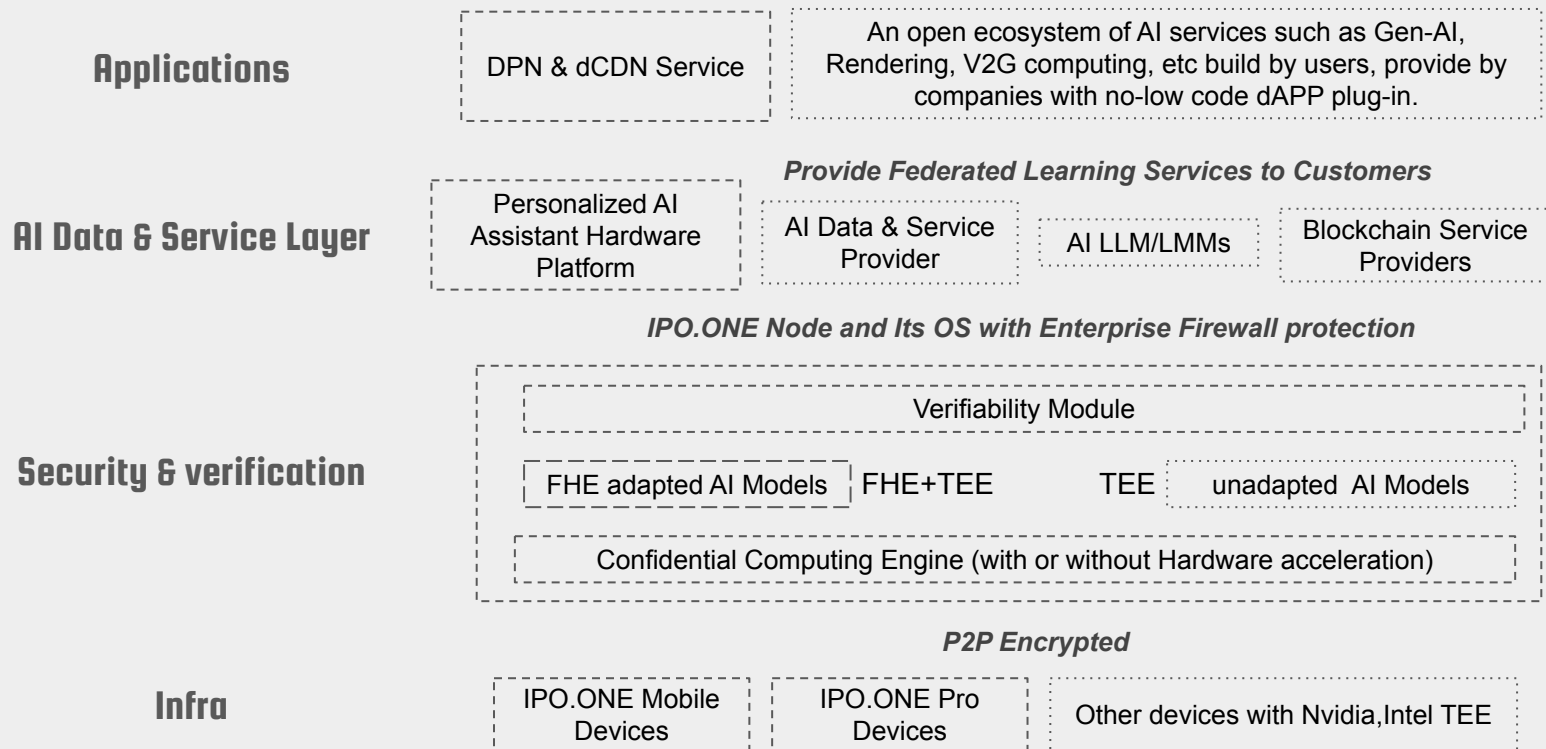 Applications
DPN & dCDN Service
An open ecosystem of AI services such as Gen-AI,
Rendering, V2G computing, etc build by users, provide by
companies with no-low code dAPP plug-in.
Provide Federated Learning Services to Customers
AI Data & Service Layer
Personalized AI
Assistant Hardware
Platform
AI Data & Service
Provider
AI LLM/LMMs
Blockchain Service
Providers
IPO.ONE Node and Its OS with Enterprise Firewall protection
Security & verification
Verifiability Module
FHE adapted AI Models
FHE+TEE
TEE
unadapted AI Models
Confidential Computing Engine (with or without Hardware acceleration)
P2P Encrypted
Infra
IPO.ONE Mobile
Devices
IPO.ONE Pro
Devices
Other devices with Nvidia,Intel TEE